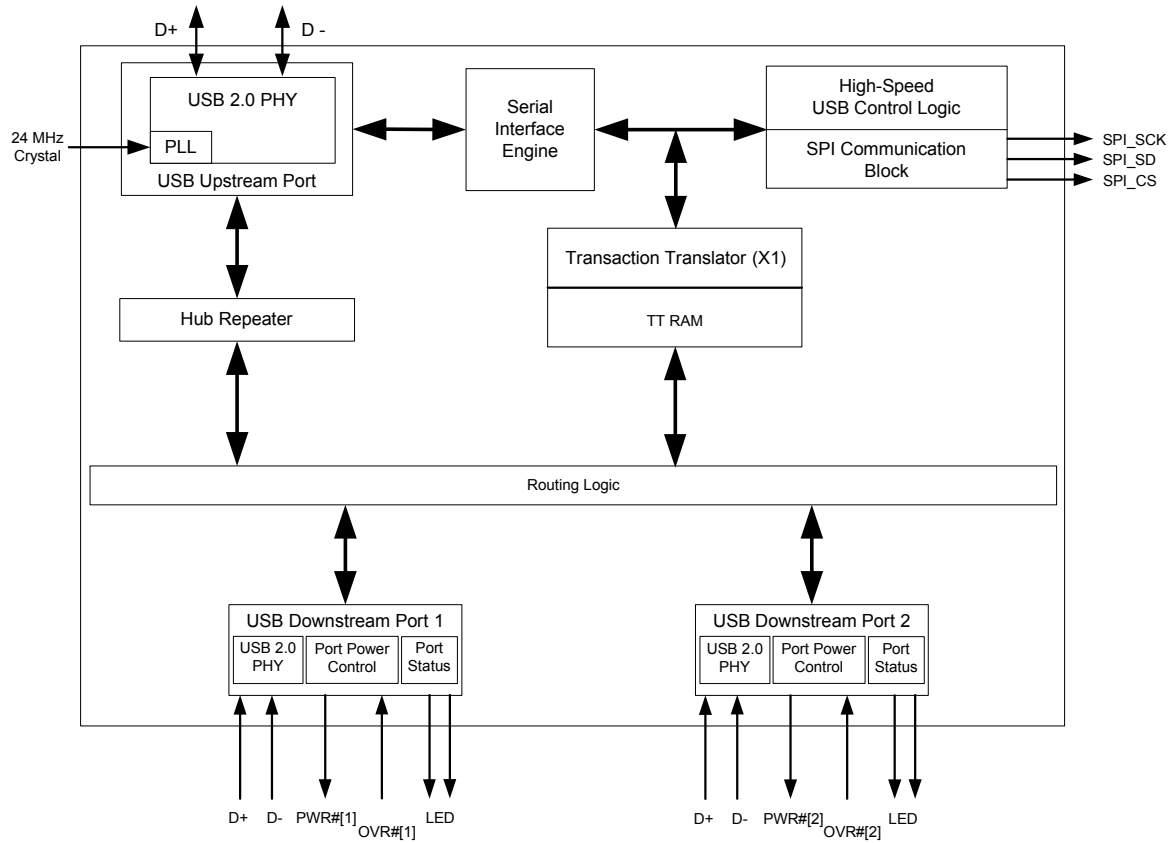 D+
D -
USB 2.0 PHY
PLL
USB Upstream Port
24 MHz
Crystal
Serial
Interface
Engine
High-Speed
USB Control Logic
SPI Communication
Block
SPI_SCK
SPI_SD
SPI_CS
Transaction Translator (X1)
TT RAM
Hub Repeater
Routing Logic
USB Downstream Port 1
USB 2.0
PHY
Port Power
Control
Port
Status
USB Downstream Port 2
USB 2.0
PHY
Port Power
Control
Port
Status
D+
D-
PWR#[1]
OVR#[1]
LED
D+
D-
PWR#[2]
OVR#[2]
LED